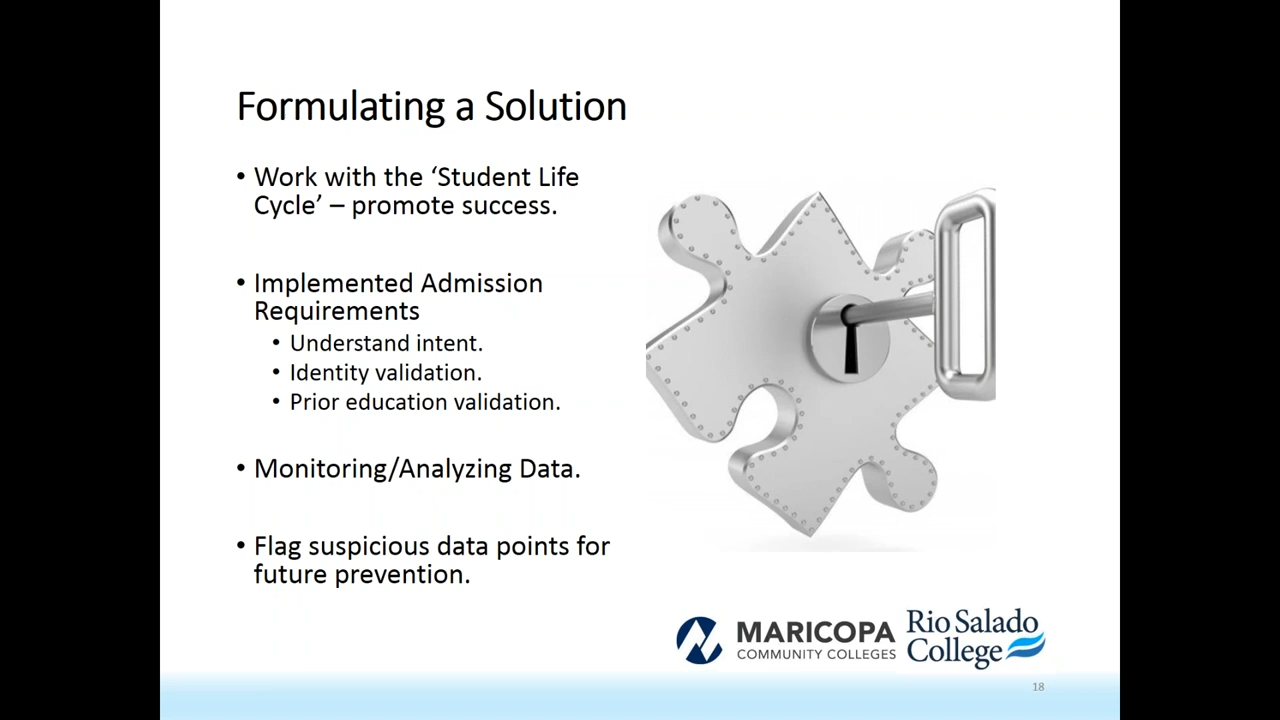 Formulating a Solution
• Work with the ‘Student Life
Cycle’ – promote success.
• Implemented Admission
Requirements
• Understand intent.
• Identity validation.
• Prior education validation.
• Monitoring/Analyzing Data.
• Flag suspicious data points for
future prevention.
MARICOPA
COMMUNITY COLLEGES
Rio Salado
College
18